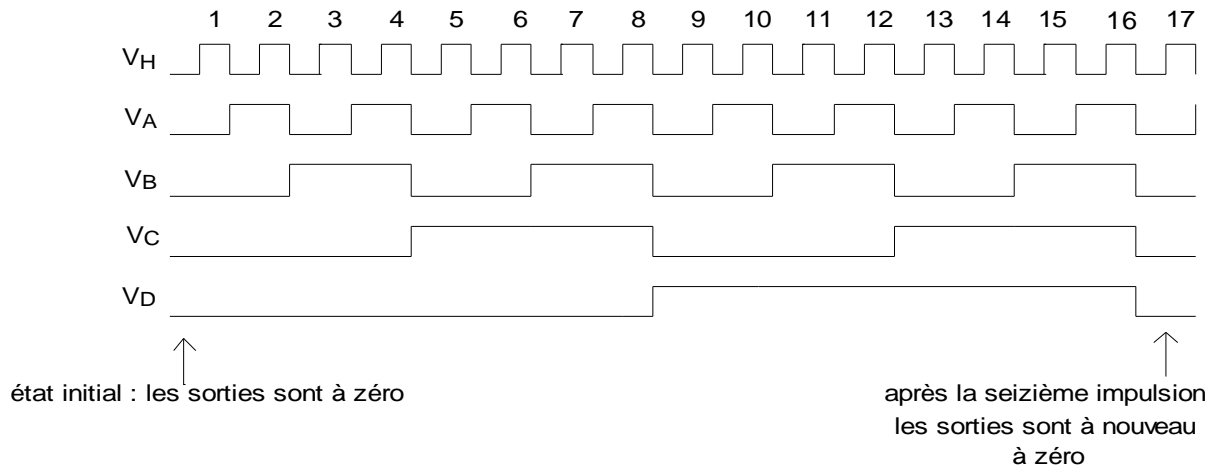 1 2 3 4 5 6 7 8 9 10 11 12 13 14 15 16 17
VH
VA
VB
VC
VD
état initial : les sorties sont à zéro
après la seizième impulsion
les sorties sont à nouveau
à zéro